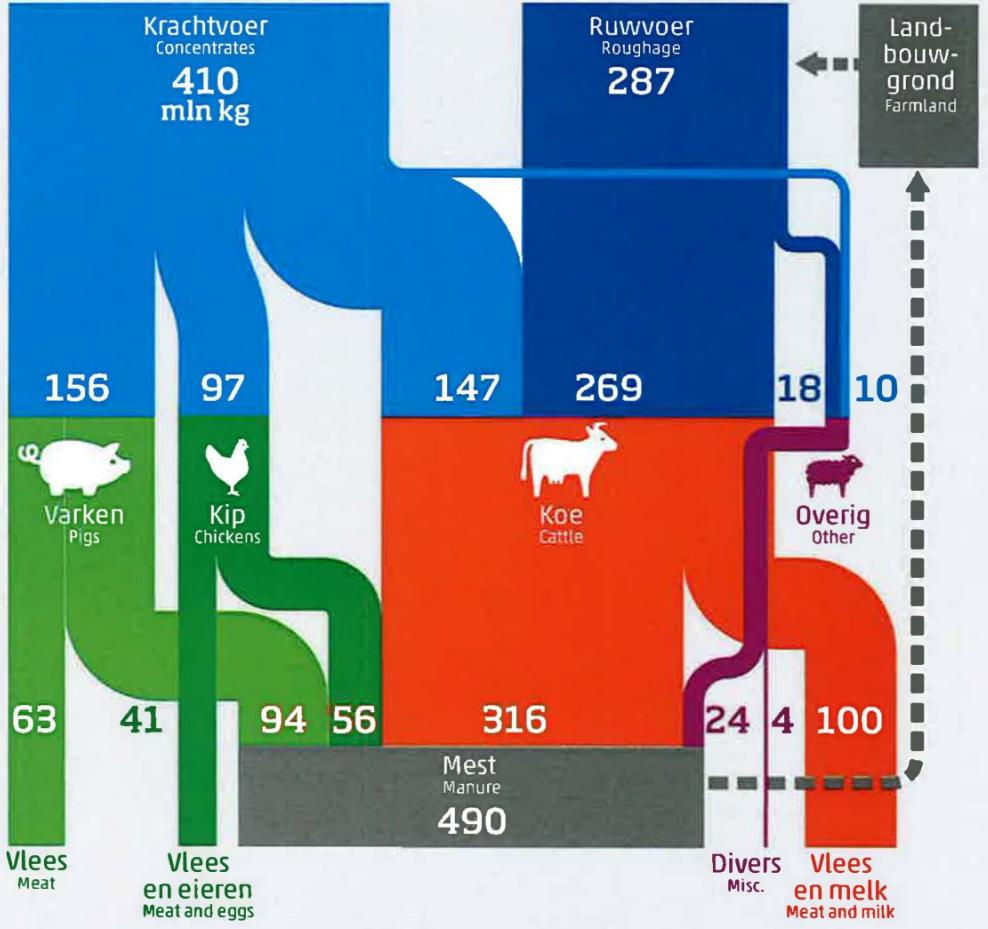 Krachtvoer
Concentrates
410
mln kg
Ruwvoer
Roughage
287
Land-
bouw-
grond
Farmland
156
97
147
269
18
10
Varken
Pigs
Kip
Chickens
Koe
Cattle
Overig
Other
63
41
94
56
316
24
4
100
Mest
Manure
490
Vlees
Meat
Vlees
en eieren
Meat and eggs
Divers
Misc.
Vlees
en melk
Meat and milk